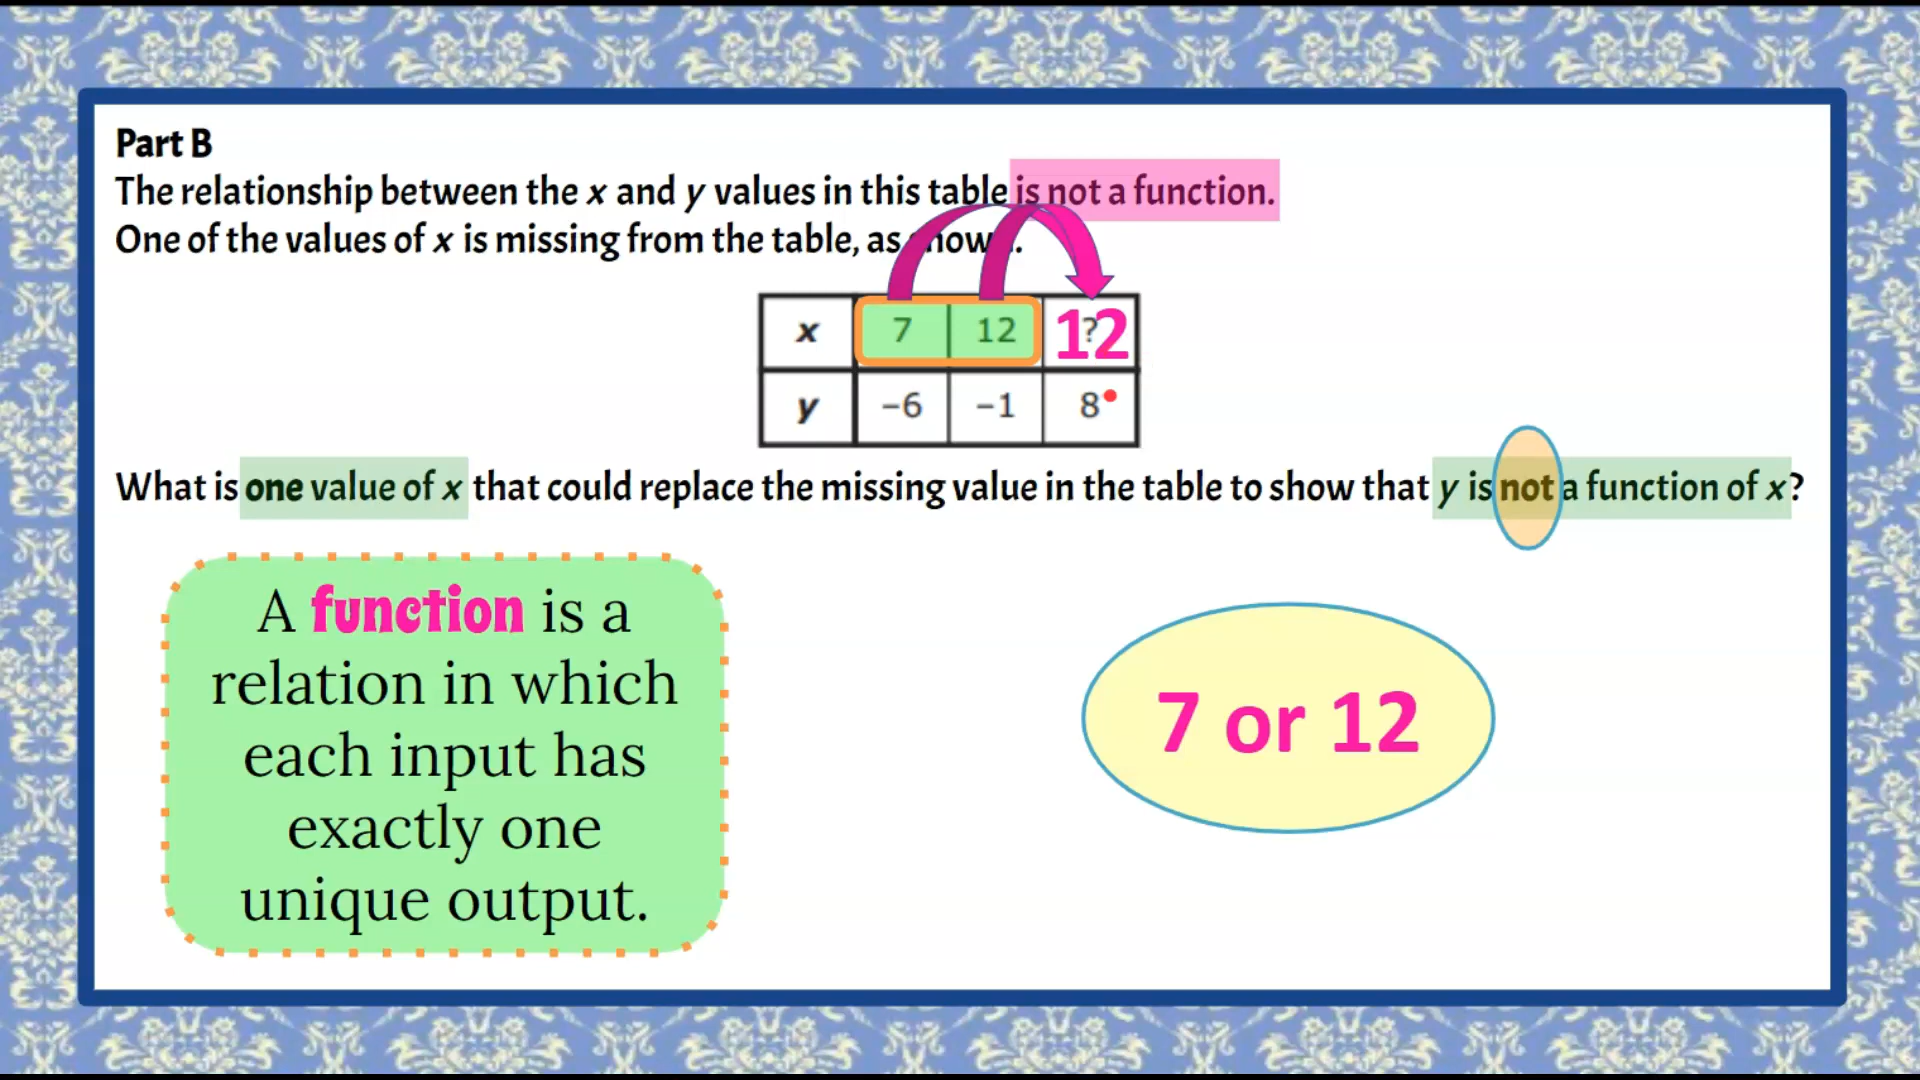 Part B
The relationship between the x and y values in this table is not a function.
One of the values of x is missing from the table, as shown.
x 7 12 ? 12
y −6 −1 8
What is one value of x that could replace the missing value in the table to show that y is not a function of x?
A function is a
relation in which
each input has
exactly one
unique output.
7 or 12